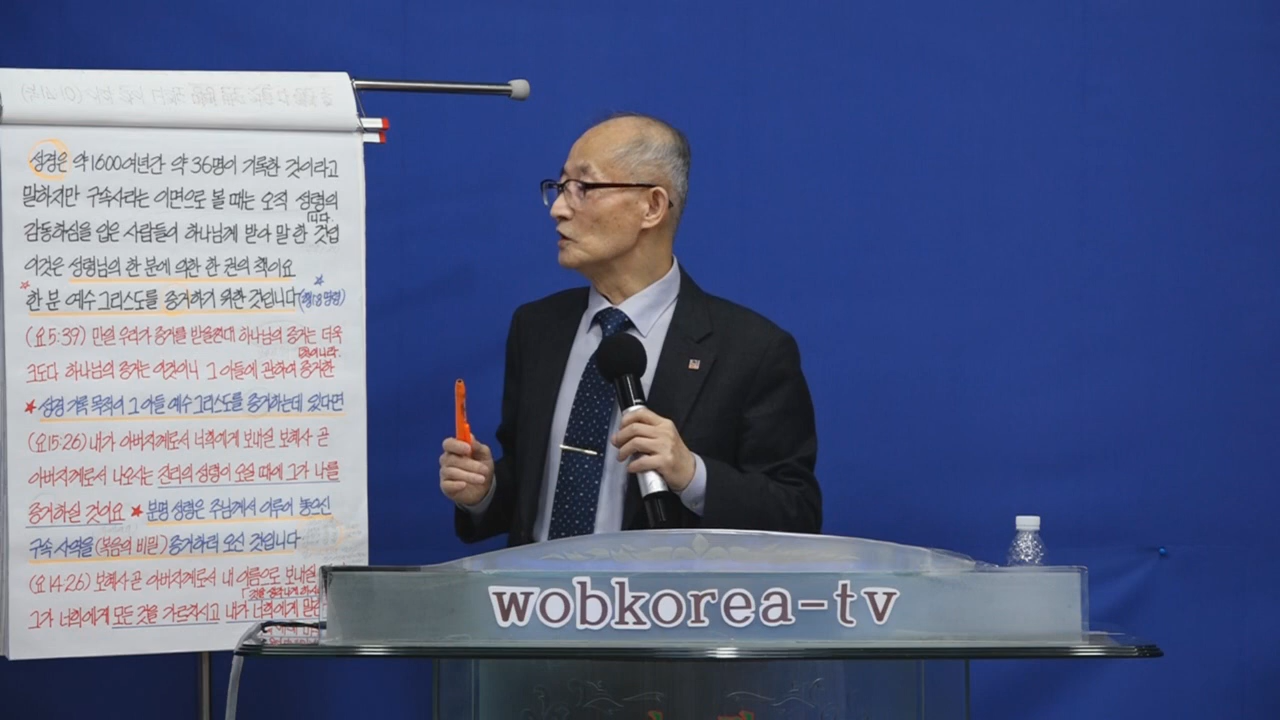 성경은 약 1600여년간 약 36명이 기록한 것이라고
말하지만 구속사라는 이면으로 볼 때는 오직 성령의
감동하심을 입은 사람들이 하나님께 받아 말한 것입
니다.
이것은 성령님의 한 분에 의한 한 권의 책이요
한 분 예수 그리스도를 증거하기 위한 것입니다
(요5:39) 만일 우리가 증거를 받을찐대 하나님의 증거는 더욱
크도다 하나님의 증거는 이것이니 그 아들에 관하여 증거한
것이니라.
★ 성경 기록 목적이 그 아들 예수 그리스도를 증거하는데 있다면
(요15:26) 내가 아버지께로서 너희에게 보내실 보혜사 곧
아버지께로서 나오시는 진리의 성령이 오실 때에 그가 나를
증거하실 것이요 ★ 분명 성령은 주님께서 이루어 놓으신
구속 사역을 (복음의 비밀) 증거하러 오신 것입니다
(요14:26) 보혜사 곧 아버지께로서 내 이름으로 보내실
그가 너희에게 모든 것을 가르치시고 내가 너희에게 말한
wobkorea-tv